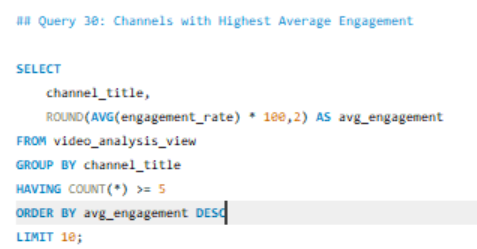 ## Query 30: Channels with Highest Average Engagement
SELECT
channel_title,
ROUND(AVG(engagement_rate) * 100,2) AS avg_engagement
FROM video_analysis_view
GROUP BY channel_title
HAVING COUNT(*) >= 5
ORDER BY avg_engagement DESC
LIMIT 10;